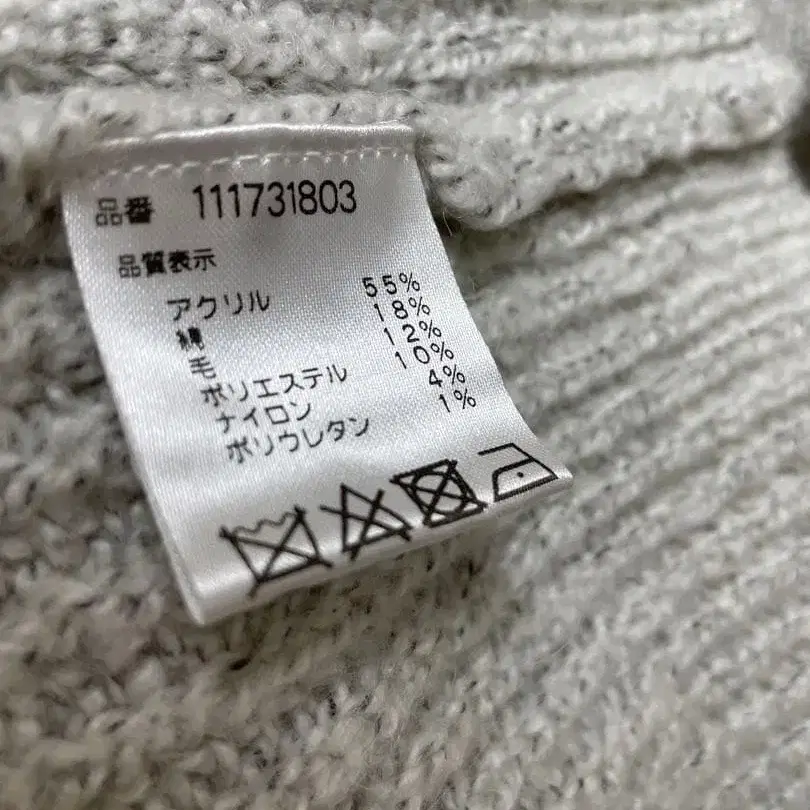 品番 111731803
品質表示
アクリル 55%
綿 18%
毛 12%
ポリエステル 10%
ナイロン 4%
ポリウレタン 1%